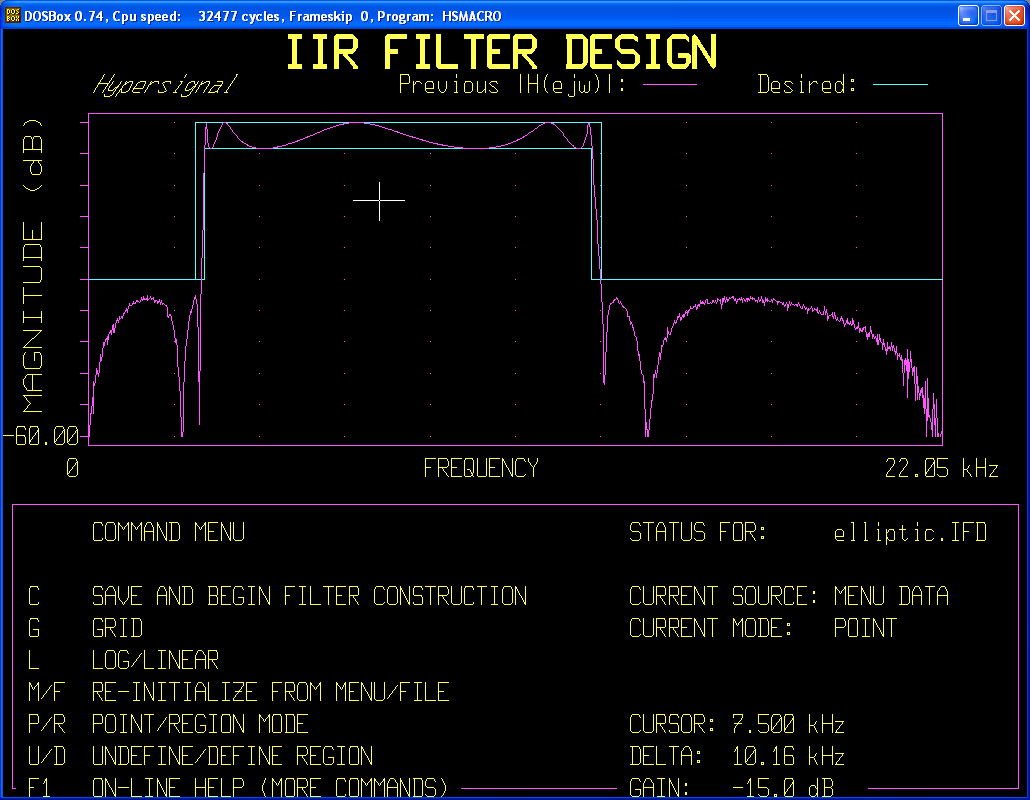 DOS BOX DOSBox 0.74, Cpu speed: 32477 cycles, Frameskip 0, Program: HSMACRO
IIR FILTER DESIGN
Hypersignal Previous |H(ejw)|: Desired:
MAGNITUDE (dB)
-60.00
0 FREQUENCY 22.05 kHz
COMMAND MENU STATUS FOR: elliptic.IFD
C SAVE AND BEGIN FILTER CONSTRUCTION CURRENT SOURCE: MENU DATA
G GRID CURRENT MODE: POINT
L LOG/LINEAR
M/F RE-INITIALIZE FROM MENU/FILE
P/R POINT/REGION MODE CURSOR: 7.500 kHz
U/D UNDEFINE/DEFINE REGION DELTA: 10.16 kHz
F1 ON-LINE HELP (MORE COMMANDS) GAIN: -15.0 dB